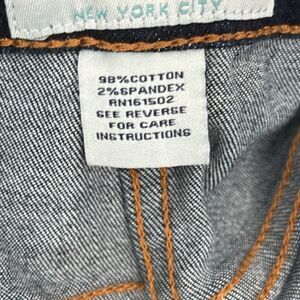 NEW YORK CITY
98%COTTON
2%SPANDEX
RN161502
SEE REVERSE
FOR CARE
INSTRUCTIONS